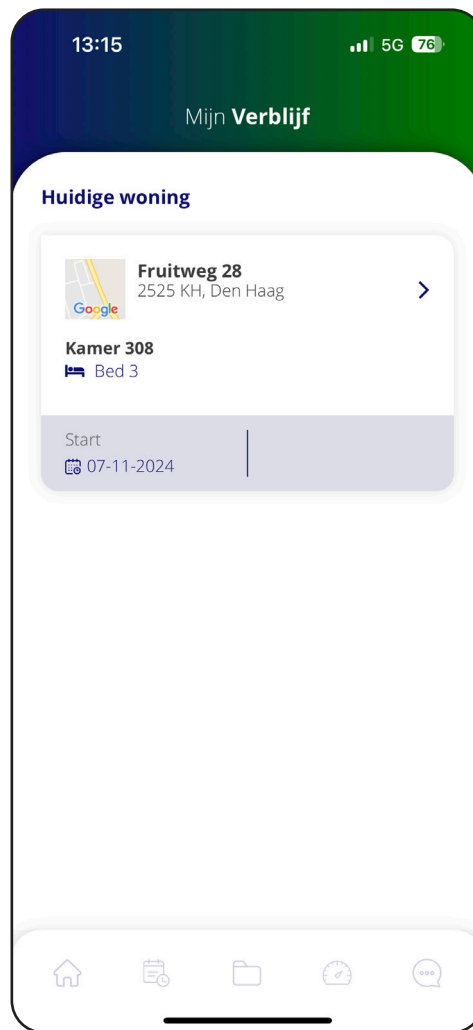 13:15
5G 76
Mijn Verblijf
Huidige woning
Google
Fruitweg 28
2525 KH, Den Haag
Kamer 308
Bed 3
Start
07-11-2024